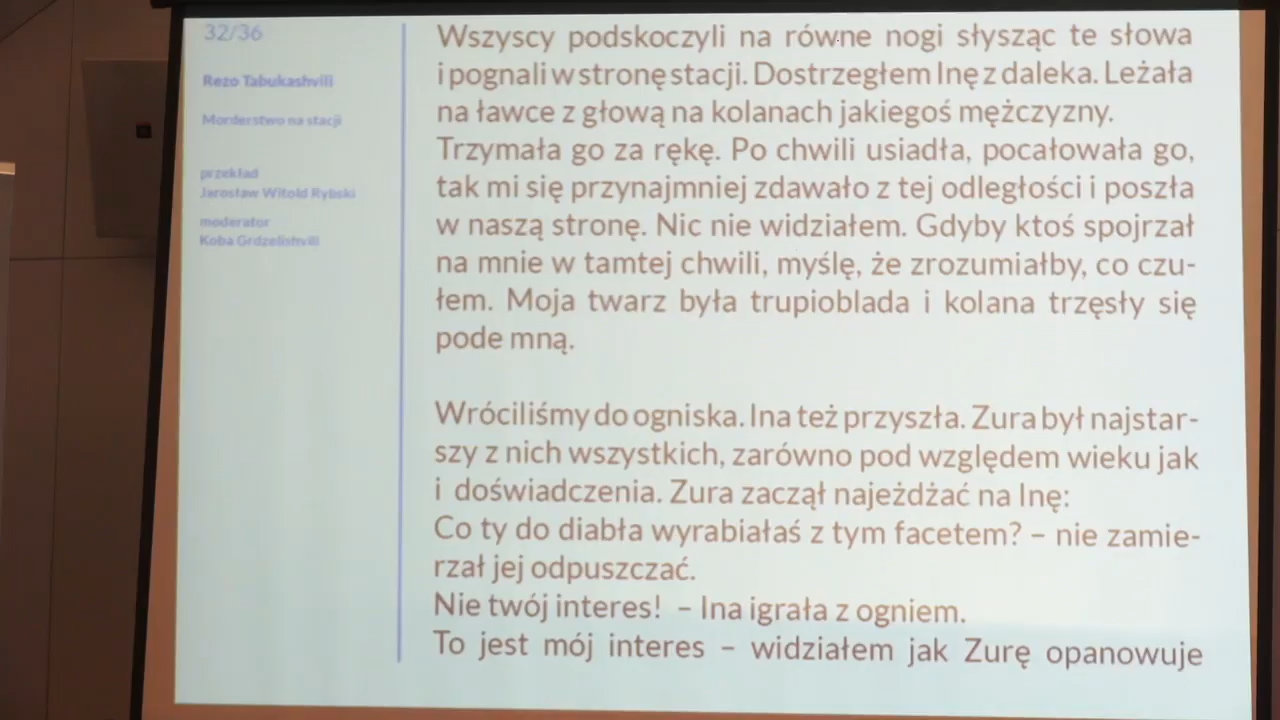 32/36
Rezo Tabukashvili
Morderstwo na stacji
przekład
Jarosław Witold Rybski
moderator
Koba Grdzelishvili
Wszyscy podskoczyli na równe nogi słysząc te słowa
i pognali w stronę stacji. Dostrzegłem Inę z daleka. Leżała
na ławce z głową na kolanach jakiegoś mężczyzny.
Trzymała go za rękę. Po chwili usiadła, pocałowała go,
tak mi się przynajmniej zdawało z tej odległości i poszła
w naszą stronę. Nic nie widziałem. Gdyby ktoś spojrzał
na mnie w tamtej chwili, myślę, że zrozumiałby, co czu-
łem. Moja twarz była trupioblada i kolana trzęsły się
pode mną.
Wróciliśmy do ogniska. Ina też przyszła. Zura był najstar-
szy z nich wszystkich, zarówno pod względem wieku jak
i doświadczenia. Zura zaczął najeżdżać na Inę:
Co ty do diabła wyrabiałaś z tym facetem? – nie zamie-
rzał jej odpuszczać.
Nie twój interes! – Ina igrała z ogniem.
To jest mój interes – widziałem jak Zurę opanowuje